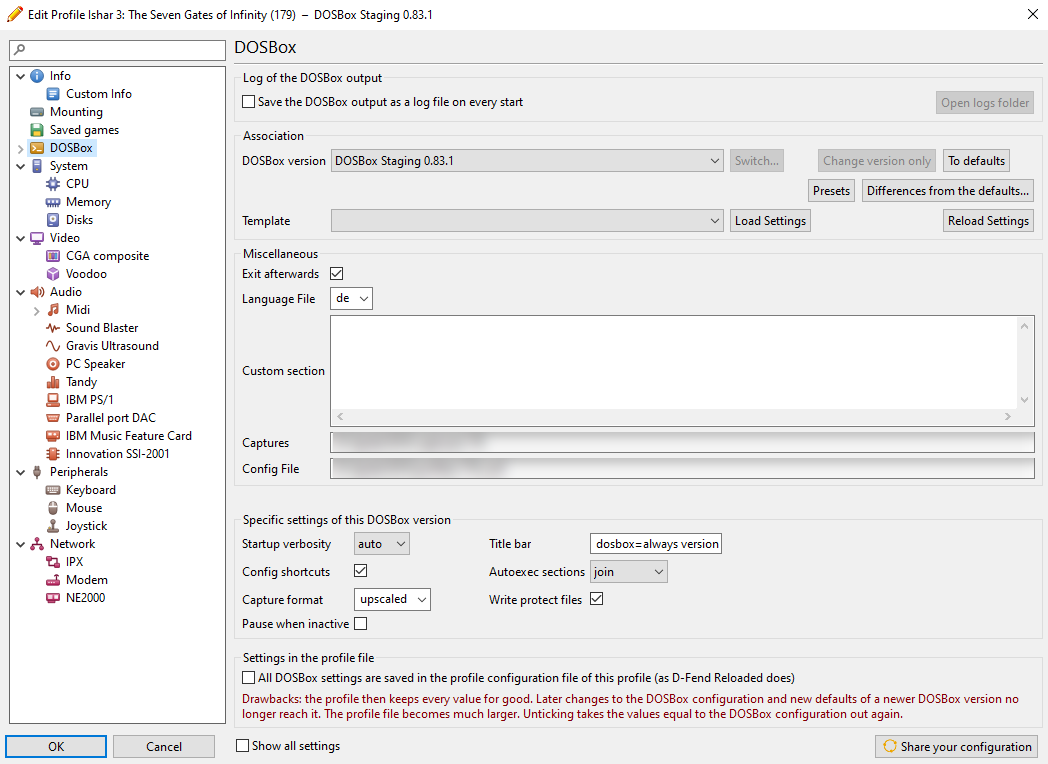 Edit Profile Ishar 3: The Seven Gates of Infinity (179) – DOSBox Staging 0.83.1
Info
Custom Info
Mounting
Saved games
DOSBox
System
CPU
Memory
Disks
Video
CGA composite
Voodoo
Audio
Midi
Sound Blaster
Gravis Ultrasound
PC Speaker
Tandy
IBM PS/1
Parallel port DAC
IBM Music Feature Card
Innovation SSI-2001
Peripherals
Keyboard
Mouse
Joystick
Network
IPX
Modem
NE2000
OK Cancel
DOSBox
Log of the DOSBox output
Save the DOSBox output as a log file on every start Open logs folder
Association
DOSBox version DOSBox Staging 0.83.1 Switch... Change version only To defaults
Presets Differences from the defaults...
Template Load Settings Reload Settings
Miscellaneous
Exit afterwards
Language File de
Custom section
Captures
Config File
Specific settings of this DOSBox version
Startup verbosity auto Title bar dosbox=always version
Config shortcuts Autoexec sections join
Capture format upscaled Write protect files
Pause when inactive
Settings in the profile file
All DOSBox settings are saved in the profile configuration file of this profile (as D-Fend Reloaded does)
Drawbacks: the profile then keeps every value for good. Later changes to the DOSBox configuration and new defaults of a newer DOSBox version no
longer reach it. The profile file becomes much larger. Unticking takes the values equal to the DOSBox configuration out again.
Show all settings Share your configuration